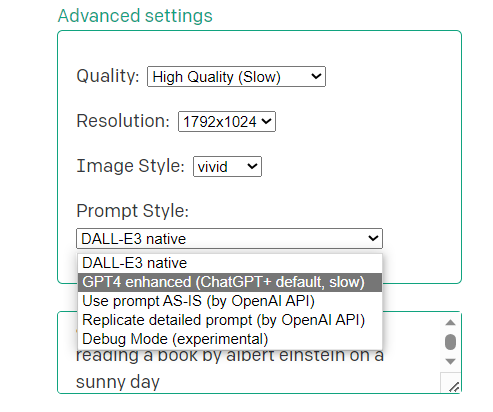 Advanced settings
Quality: High Quality (Slow)
Resolution: 1792x1024
Image Style: vivid
Prompt Style:
DALL-E3 native
DALL-E3 native
GPT4 enhanced (ChatGPT+ default, slow)
Use prompt AS-IS (by OpenAI API)
Replicate detailed prompt (by OpenAI API)
Debug Mode (experimental)
reading a book by albert einstein on a
sunny day